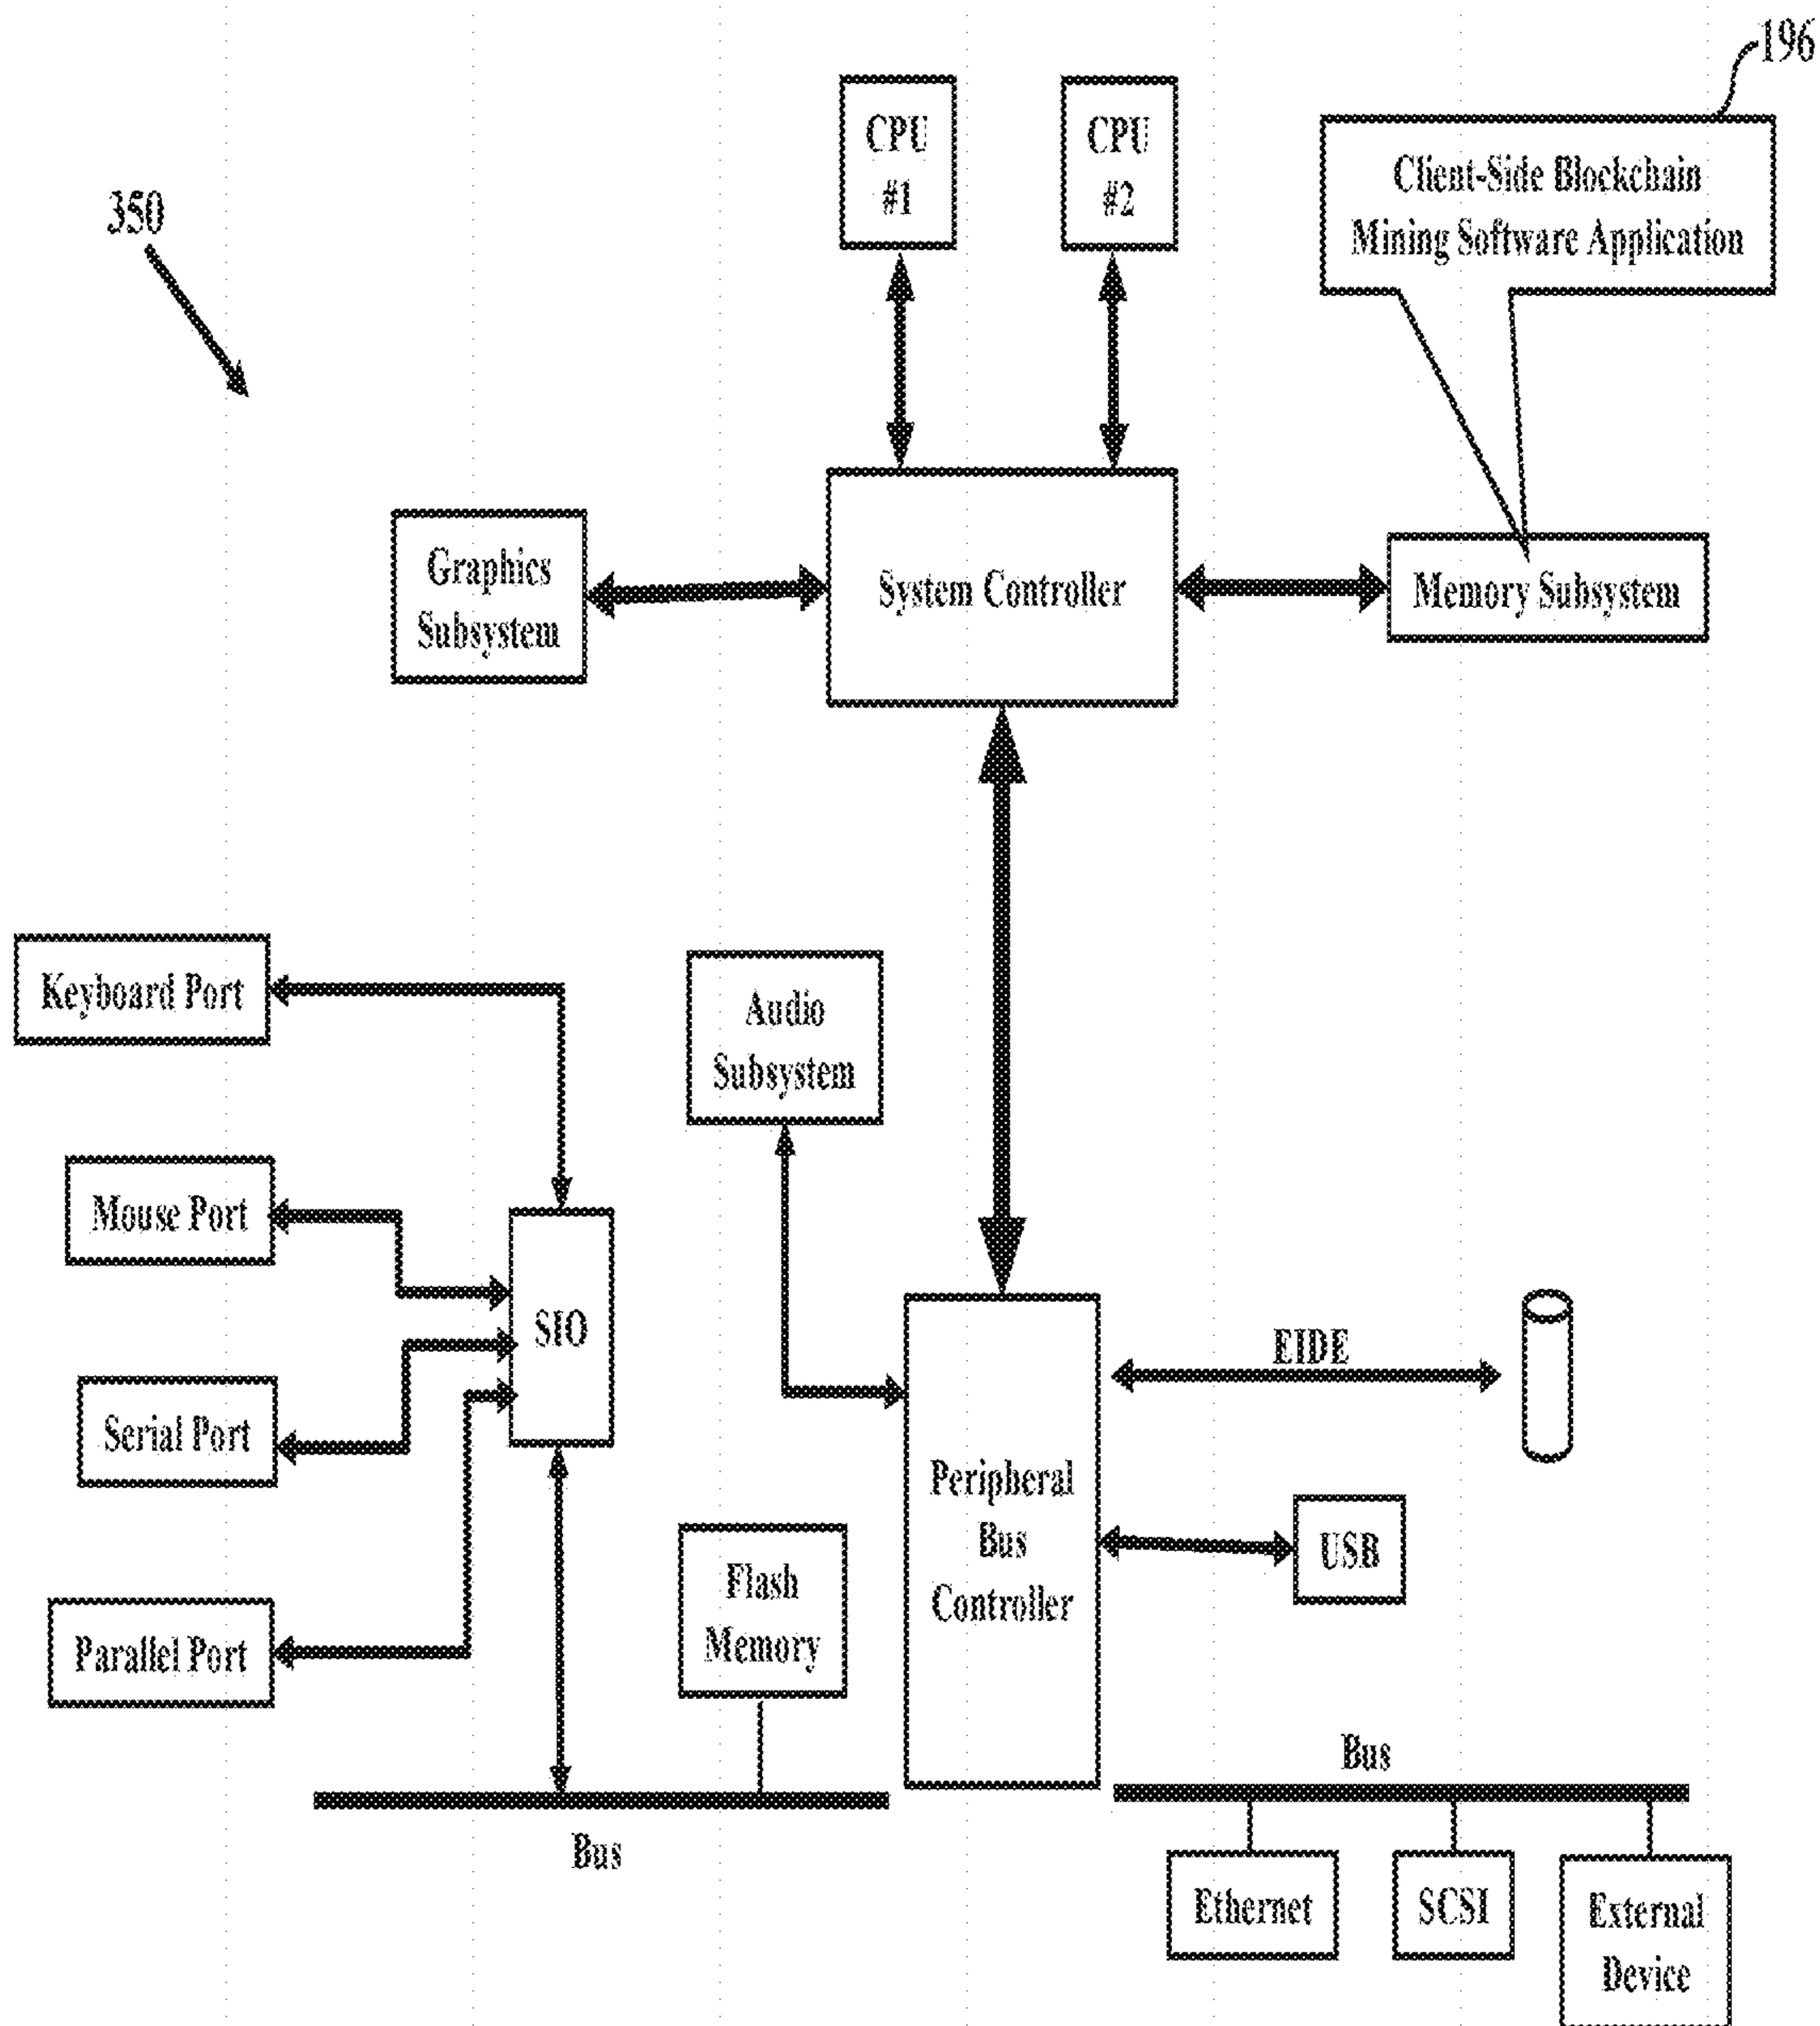 196
CPU
#1
CPU
#2
Client-Side Blockchain
Mining Software Application
350
Graphics
Subsystem
System Controller
Memory Subsystem
Keyboard Port
Audio
Subsystem
Mouse Port
SIO
EIDE
Serial Port
Peripheral
Bus
Controller
USB
Flash
Memory
Parallel Port
Bus
Bus
Ethernet
SCSI
External
Device